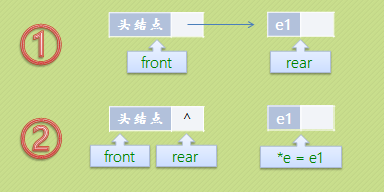 ①
头结点 e1
front rear
②
头结点 ^ e1
front rear *e = e1